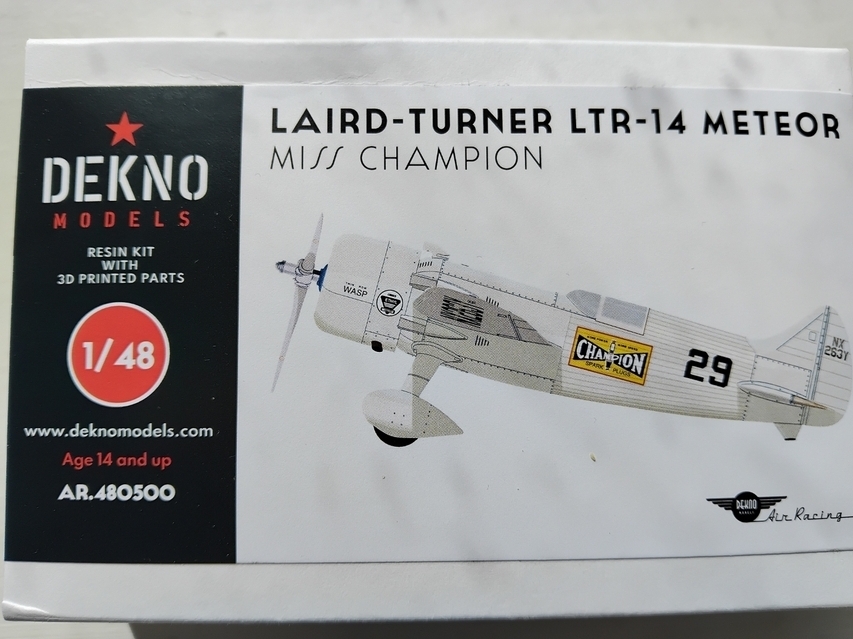 DEKNO
MODELS
RESIN KIT
WITH
3D PRINTED PARTS
1/48
www.deknomodels.com
Age 14 and up
AR.480500
LAIRD-TURNER LTR-14 METEOR
MISS CHAMPION
WASP
CHAMPION
SPARK PLUGS
29
NX
263Y
DEKNO
MODELS
Air Racing